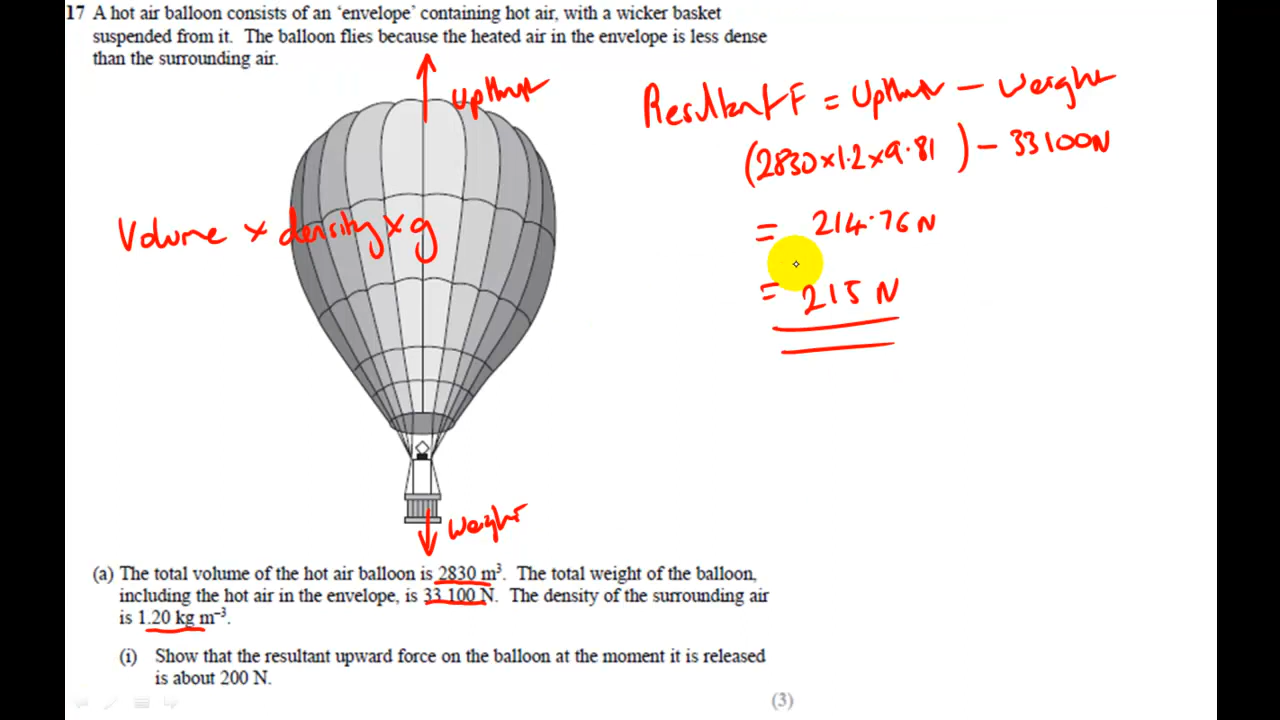 17 A hot air balloon consists of an ‘envelope’ containing hot air, with a wicker basket
suspended from it. The balloon flies because the heated air in the envelope is less dense
than the surrounding air.
Upthrust
Resultant F = Upthrust – Weight
(2830×1.2×9.81) – 33100N
= 214.76 N
= 215 N
Volume × density × g
Weight
(a) The total volume of the hot air balloon is 2830 m³. The total weight of the balloon,
including the hot air in the envelope, is 33 100 N. The density of the surrounding air
is 1.20 kg m⁻³.
(i) Show that the resultant upward force on the balloon at the moment it is released
is about 200 N.
(3)